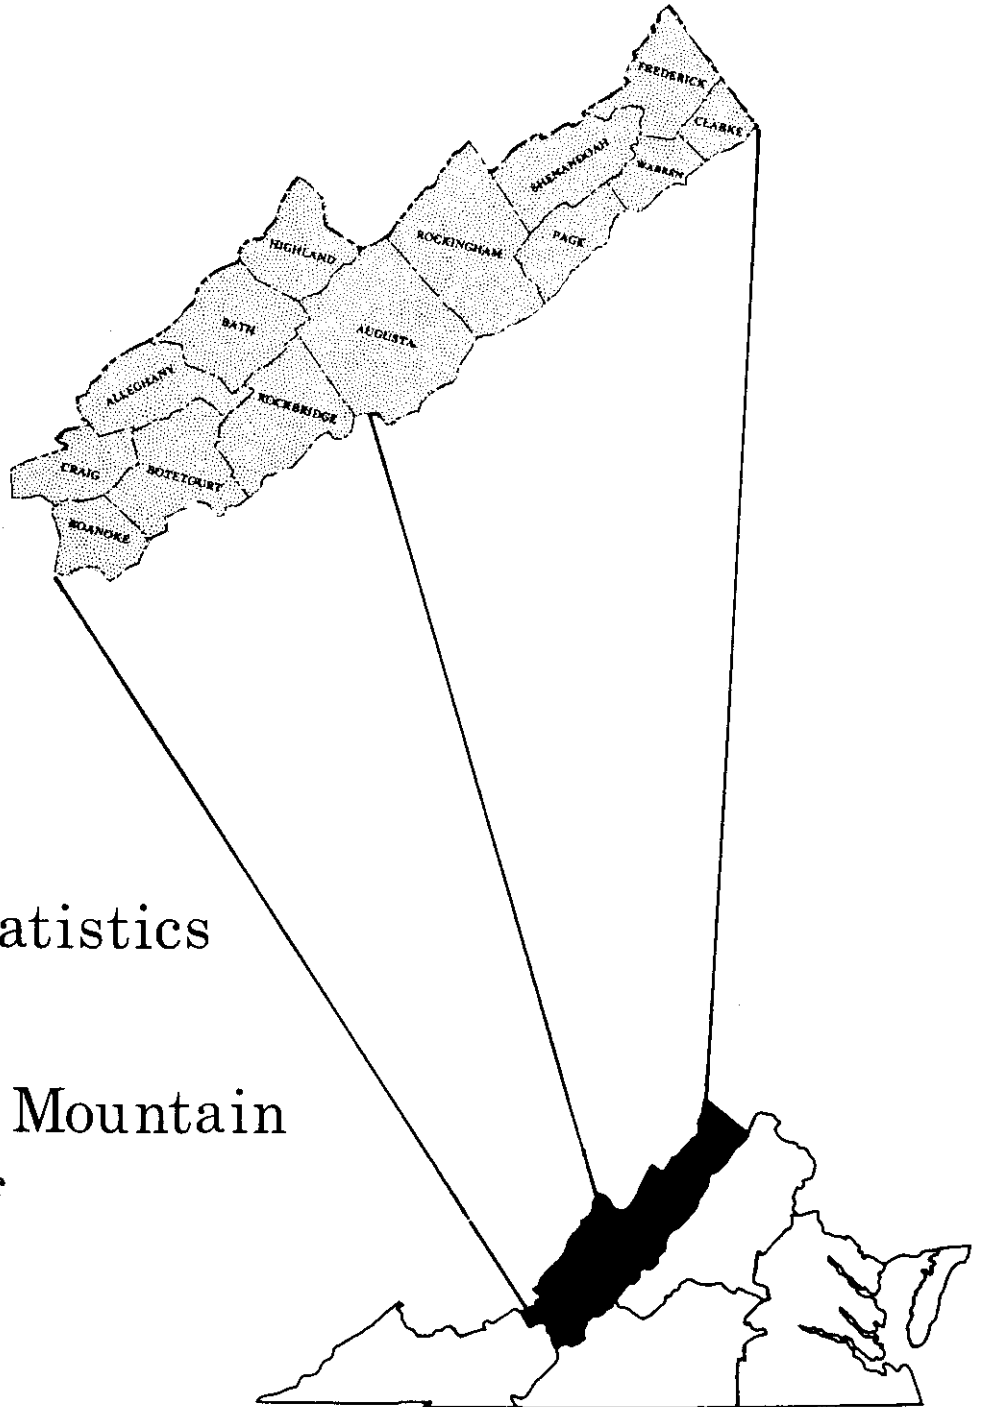 FREDERICK
CLARKE
SHENANDOAH
WARREN
HIGHLAND
ROCKINGHAM
PAGE
BATH
AUGUSTA
ALLEGHANY
ROCKBRIDGE
CRAIG
BOTETOURT
ROANOKE
atistics
Mountain